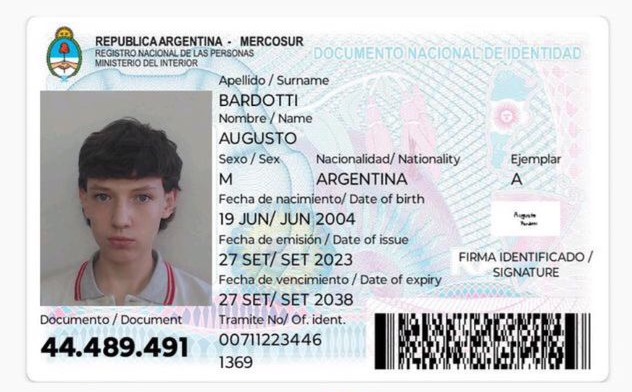 REPUBLICA ARGENTINA - MERCOSUR
REGISTRO NACIONAL DE LAS PERSONAS
MINISTERIO DEL INTERIOR
DOCUMENTO NACIONAL DE IDENTIDAD
Apellido / Surname
BARDOTTI
Nombre / Name
AUGUSTO
Sexo / Sex Nacionalidad/ Nationality Ejemplar
M ARGENTINA A
Fecha de nacimiento/ Date of birth
19 JUN/ JUN 2004
Fecha de emisión / Date of issue
27 SET/ SET 2023
Augusto
FIRMA IDENTIFICADO /
SIGNATURE
Fecha de vencimiento / Date of expiry
27 SET/ SET 2038
Documento / Document
44.489.491
Tramite No/ Of. ident.
00711223446
1369